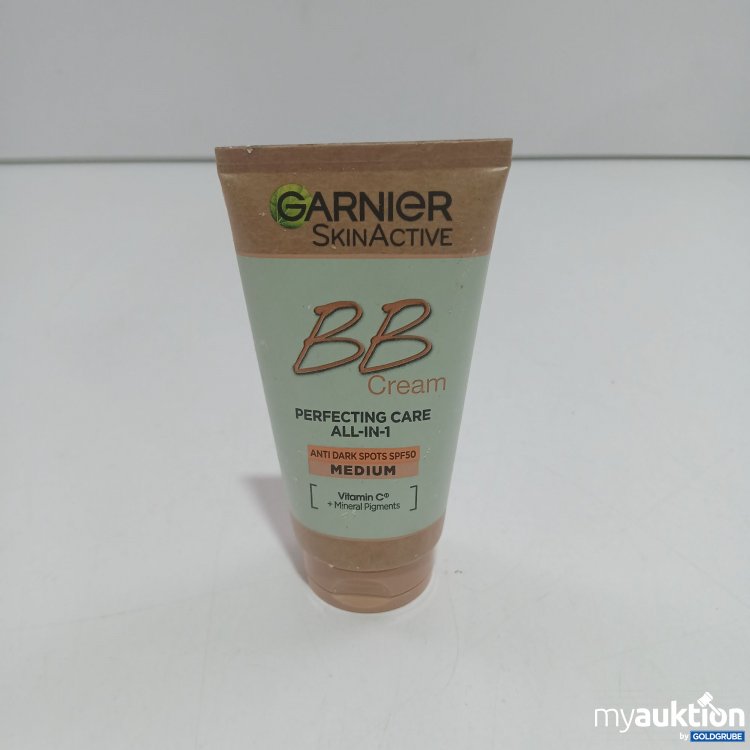 GARNIER
SKINACTIVE
BB
Cream
PERFECTING CARE
ALL-IN-1
ANTI DARK SPOTS SPF50
MEDIUM
Vitamin C*
+ Mineral Pigments
myauktion
by GOLDGRUBE